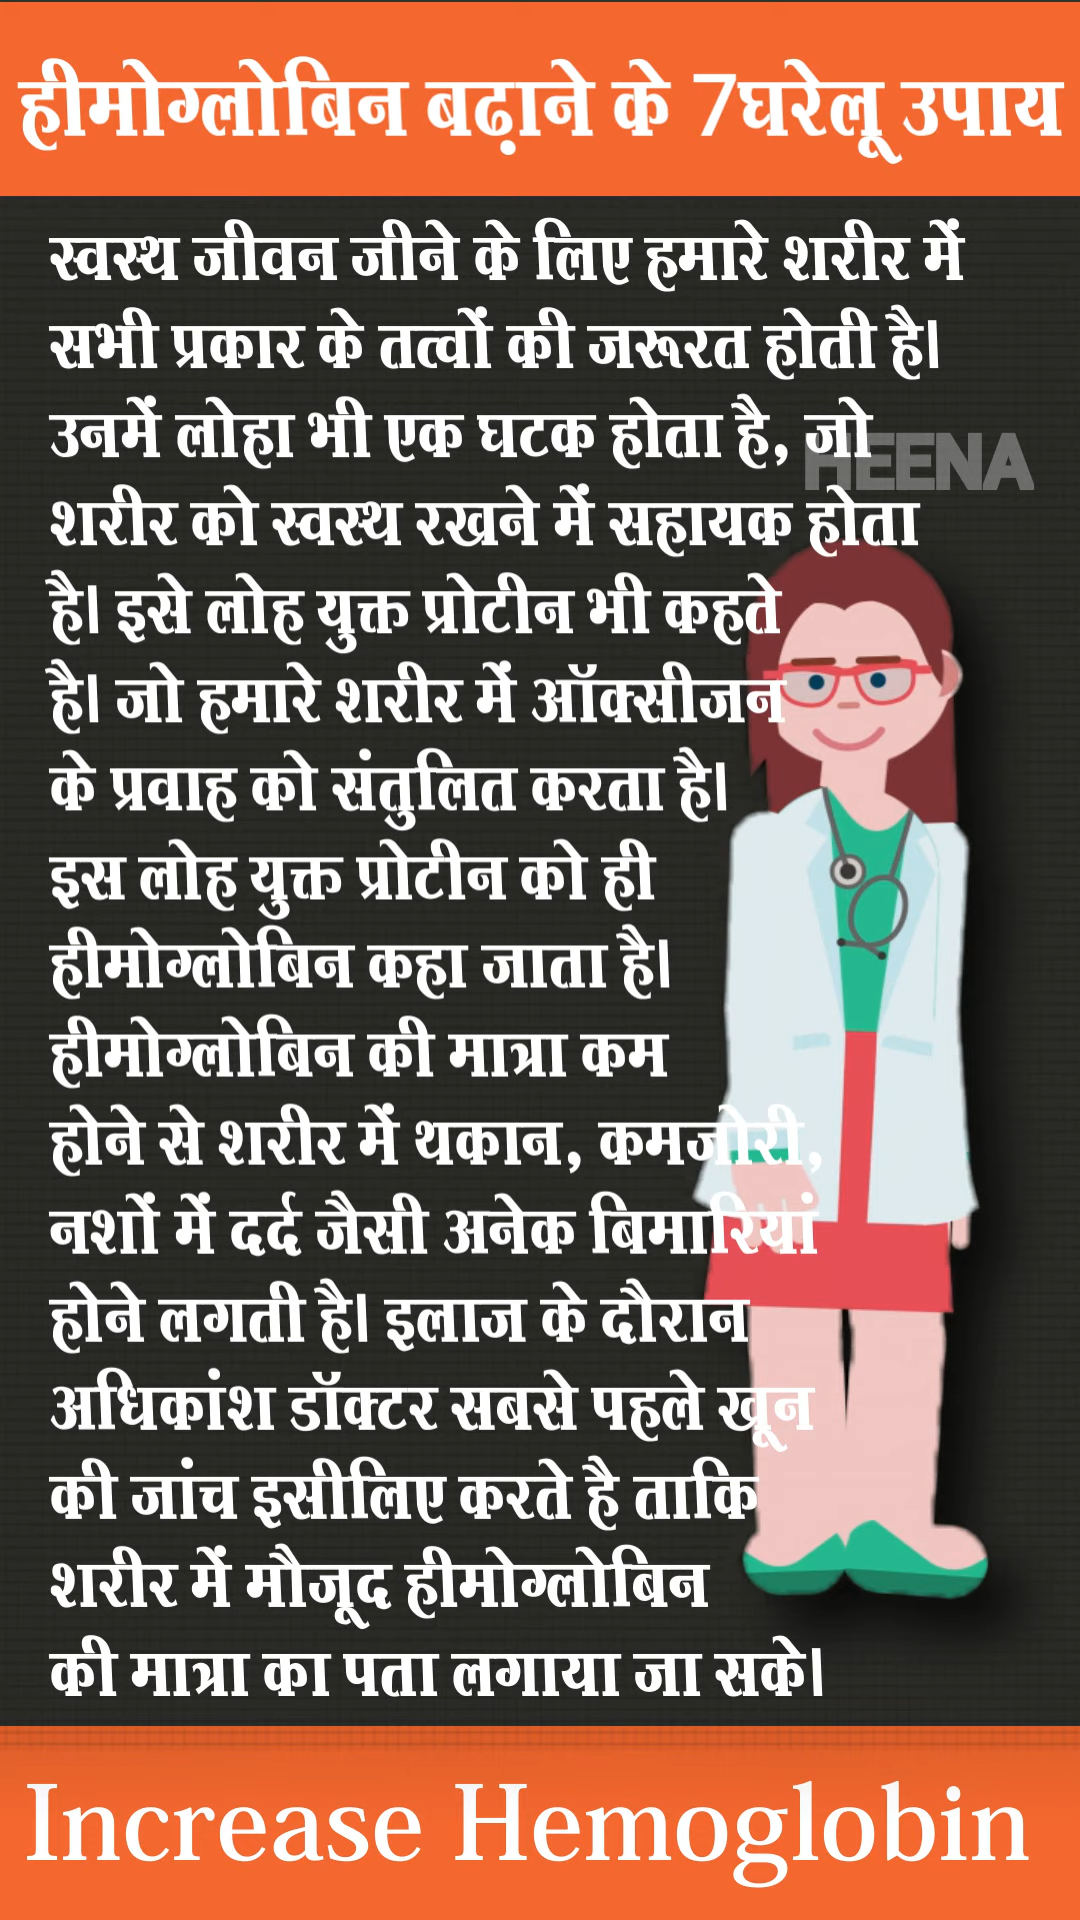 हीमोग्लोबिन बढ़ाने के 7घरेलू उपाय
स्वस्थ जीवन जीने के लिए हमारे शरीर में
सभी प्रकार के तत्वों की जरूरत होती है।
उनमें लोहा भी एक घटक होता है, जो
HEENA
शरीर को स्वस्थ रखने में सहायक होता
है। इसे लोह युक्त प्रोटीन भी कहते
है। जो हमारे शरीर में ऑक्सीजन
के प्रवाह को संतुलित करता है।
इस लोह युक्त प्रोटीन को ही
हीमोग्लोबिन कहा जाता है।
हीमोग्लोबिन की मात्रा कम
होने से शरीर में थकान, कमजोरी,
नशों में दर्द जैसी अनेक बिमारियां
होने लगती है। इलाज के दौरान
अधिकांश डॉक्टर सबसे पहले खून
की जांच इसीलिए करते है ताकि
शरीर में मौजूद हीमोग्लोबिन
की मात्रा का पता लगाया जा सके।
Increase Hemoglobin